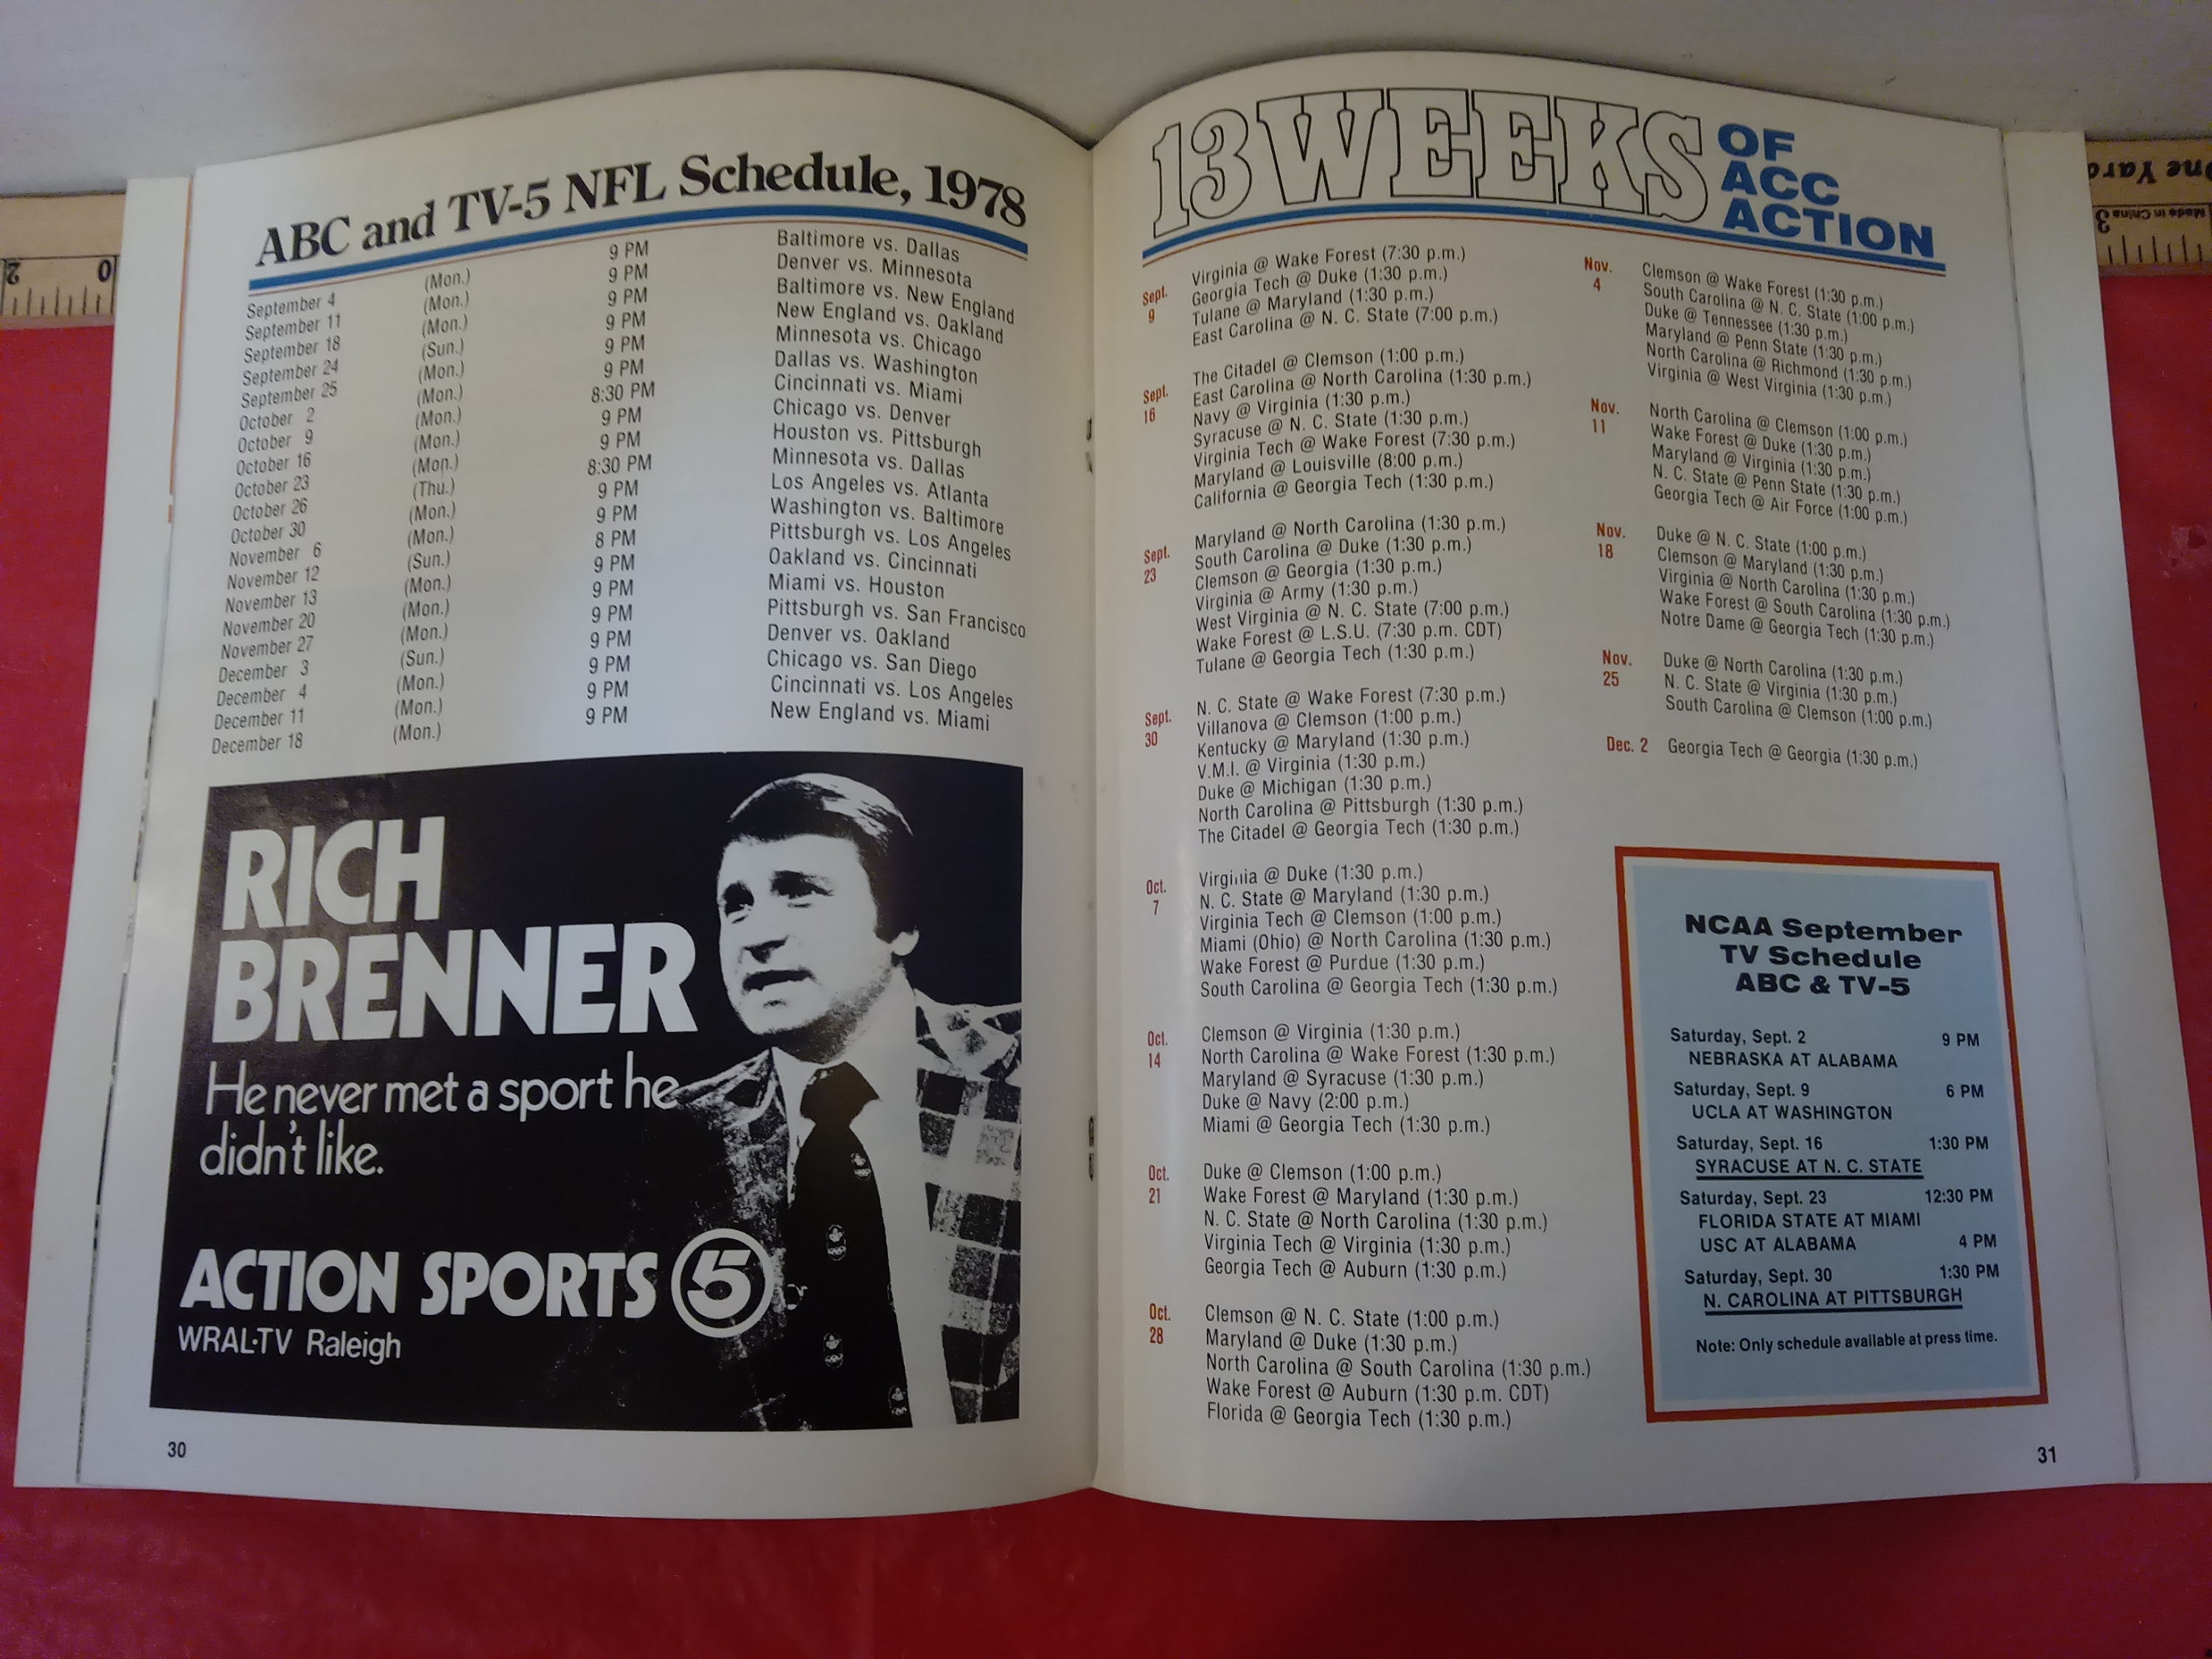 ABC and TV-5 NFL Schedule, 1978
September 4 (Mon.) 9 PM Baltimore vs. Dallas
September 11 (Mon.) 9 PM Denver vs. Minnesota
September 18 (Mon.) 9 PM Baltimore vs. New England
September 24 (Sun.) 9 PM New England vs. Oakland
September 25 (Mon.) 9 PM Minnesota vs. Chicago
October 2 (Mon.) 9 PM Dallas vs. Washington
October 9 (Mon.) 8:30 PM Cincinnati vs. Miami
October 16 (Mon.) 9 PM Chicago vs. Denver
October 23 (Mon.) 9 PM Houston vs. Pittsburgh
October 26 (Thu.) 8:30 PM Minnesota vs. Dallas
October 30 (Mon.) 9 PM Los Angeles vs. Atlanta
November 6 (Mon.) 9 PM Washington vs. Baltimore
November 12 (Sun.) 8 PM Pittsburgh vs. Los Angeles
November 13 (Mon.) 9 PM Oakland vs. Cincinnati
November 20 (Mon.) 9 PM Miami vs. Houston
November 27 (Mon.) 9 PM Pittsburgh vs. San Francisco
December 3 (Sun.) 9 PM Denver vs. Oakland
December 4 (Mon.) 9 PM Chicago vs. San Diego
December 11 (Mon.) 9 PM Cincinnati vs. Los Angeles
December 18 (Mon.) 9 PM New England vs. Miami
RICH
BRENNER
He never met a sport he
didn't like.
ACTION SPORTS 5
WRAL-TV Raleigh
30
13 WEEKS
OF
ACC
ACTION
Sept.
9
Virginia @ Wake Forest (7:30 p.m.)
Georgia Tech @ Duke (1:30 p.m.)
Tulane @ Maryland (1:30 p.m.)
East Carolina @ N. C. State (7:00 p.m.)
Sept.
16
The Citadel @ Clemson (1:00 p.m.)
East Carolina @ North Carolina (1:30 p.m.)
Navy @ Virginia (1:30 p.m.)
Syracuse @ N. C. State (1:30 p.m.)
Virginia Tech @ Wake Forest (7:30 p.m.)
Maryland @ Louisville (8:00 p.m.)
California @ Georgia Tech (1:30 p.m.)
Sept.
23
Maryland @ North Carolina (1:30 p.m.)
South Carolina @ Duke (1:30 p.m.)
Clemson @ Georgia (1:30 p.m.)
Virginia @ Army (1:30 p.m.)
West Virginia @ N. C. State (7:00 p.m.)
Wake Forest @ L.S.U. (7:30 p.m. CDT)
Tulane @ Georgia Tech (1:30 p.m.)
Sept.
30
N. C. State @ Wake Forest (7:30 p.m.)
Villanova @ Clemson (1:00 p.m.)
Kentucky @ Maryland (1:30 p.m.)
V.M.I. @ Virginia (1:30 p.m.)
Duke @ Michigan (1:30 p.m.)
North Carolina @ Pittsburgh (1:30 p.m.)
The Citadel @ Georgia Tech (1:30 p.m.)
Oct.
7
Virginia @ Duke (1:30 p.m.)
N. C. State @ Maryland (1:30 p.m.)
Virginia Tech @ Clemson (1:00 p.m.)
Miami (Ohio) @ North Carolina (1:30 p.m.)
Wake Forest @ Purdue (1:30 p.m.)
South Carolina @ Georgia Tech (1:30 p.m.)
Oct.
14
Clemson @ Virginia (1:30 p.m.)
North Carolina @ Wake Forest (1:30 p.m.)
Maryland @ Syracuse (1:30 p.m.)
Duke @ Navy (2:00 p.m.)
Miami @ Georgia Tech (1:30 p.m.)
Oct.
21
Duke @ Clemson (1:00 p.m.)
Wake Forest @ Maryland (1:30 p.m.)
N. C. State @ North Carolina (1:30 p.m.)
Virginia Tech @ Virginia (1:30 p.m.)
Georgia Tech @ Auburn (1:30 p.m.)
Oct.
28
Clemson @ N. C. State (1:00 p.m.)
Maryland @ Duke (1:30 p.m.)
North Carolina @ South Carolina (1:30 p.m.)
Wake Forest @ Auburn (1:30 p.m. CDT)
Florida @ Georgia Tech (1:30 p.m.)
Nov.
4
Clemson @ Wake Forest (1:30 p.m.)
South Carolina @ N. C. State (1:00 p.m.)
Duke @ Tennessee (1:30 p.m.)
Maryland @ Penn State (1:30 p.m.)
North Carolina @ Richmond (1:30 p.m.)
Virginia @ West Virginia (1:30 p.m.)
Nov.
11
North Carolina @ Clemson (1:00 p.m.)
Wake Forest @ Duke (1:30 p.m.)
Maryland @ Virginia (1:30 p.m.)
N. C. State @ Penn State (1:30 p.m.)
Georgia Tech @ Air Force (1:00 p.m.)
Nov.
18
Duke @ N. C. State (1:00 p.m.)
Clemson @ Maryland (1:30 p.m.)
Virginia @ North Carolina (1:30 p.m.)
Wake Forest @ South Carolina (1:30 p.m.)
Notre Dame @ Georgia Tech (1:30 p.m.)
Nov.
25
Duke @ North Carolina (1:30 p.m.)
N. C. State @ Virginia (1:30 p.m.)
South Carolina @ Clemson (1:00 p.m.)
Dec. 2 Georgia Tech @ Georgia (1:30 p.m.)
NCAA September
TV Schedule
ABC & TV-5
Saturday, Sept. 2 9 PM
NEBRASKA AT ALABAMA
Saturday, Sept. 9 6 PM
UCLA AT WASHINGTON
Saturday, Sept. 16 1:30 PM
SYRACUSE AT N. C. STATE
Saturday, Sept. 23 12:30 PM
FLORIDA STATE AT MIAMI
USC AT ALABAMA 4 PM
Saturday, Sept. 30 1:30 PM
N. CAROLINA AT PITTSBURGH
Note: Only schedule available at press time.
31
One Yard
Made in China
3
2
0